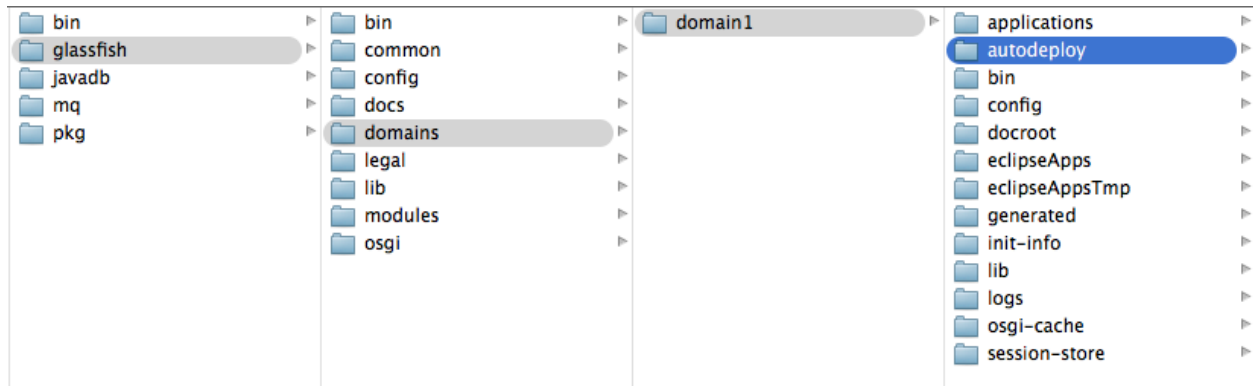 bin
glassfish
javadb
mq
pkg
bin
common
config
docs
domains
legal
lib
modules
osgi
domain1
applications
autodeploy
bin
config
docroot
eclipseApps
eclipseAppsTmp
generated
init-info
lib
logs
osgi-cache
session-store